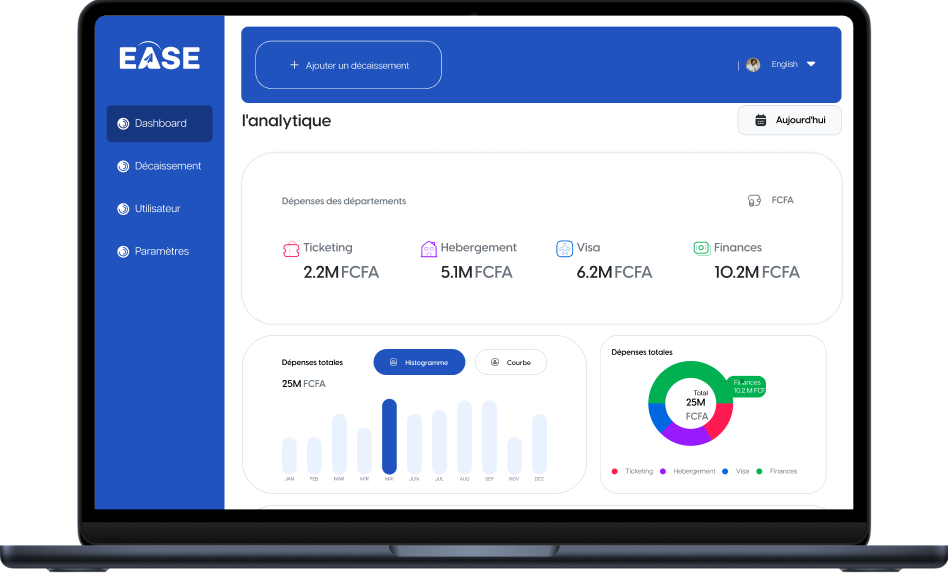 EASE
Dashboard
Décaissement
Utilisateur
Paramètres
+ Ajouter un décaissement
| English
l'analytique
Aujourd'hui
Dépenses des départements
FCFA
Ticketing
2.2M FCFA
Hebergement
5.1M FCFA
Visa
6.2M FCFA
Finances
10.2M FCFA
Dépenses totales
Histogramme
Courbe
25M FCFA
JAN FEB MAR APR MAI JUN JUL AUG SEP NOV DEC
Dépenses totales
Finances
10.2 M FCF
Total
25M
FCFA
Ticketing Hebergement Visa Finances